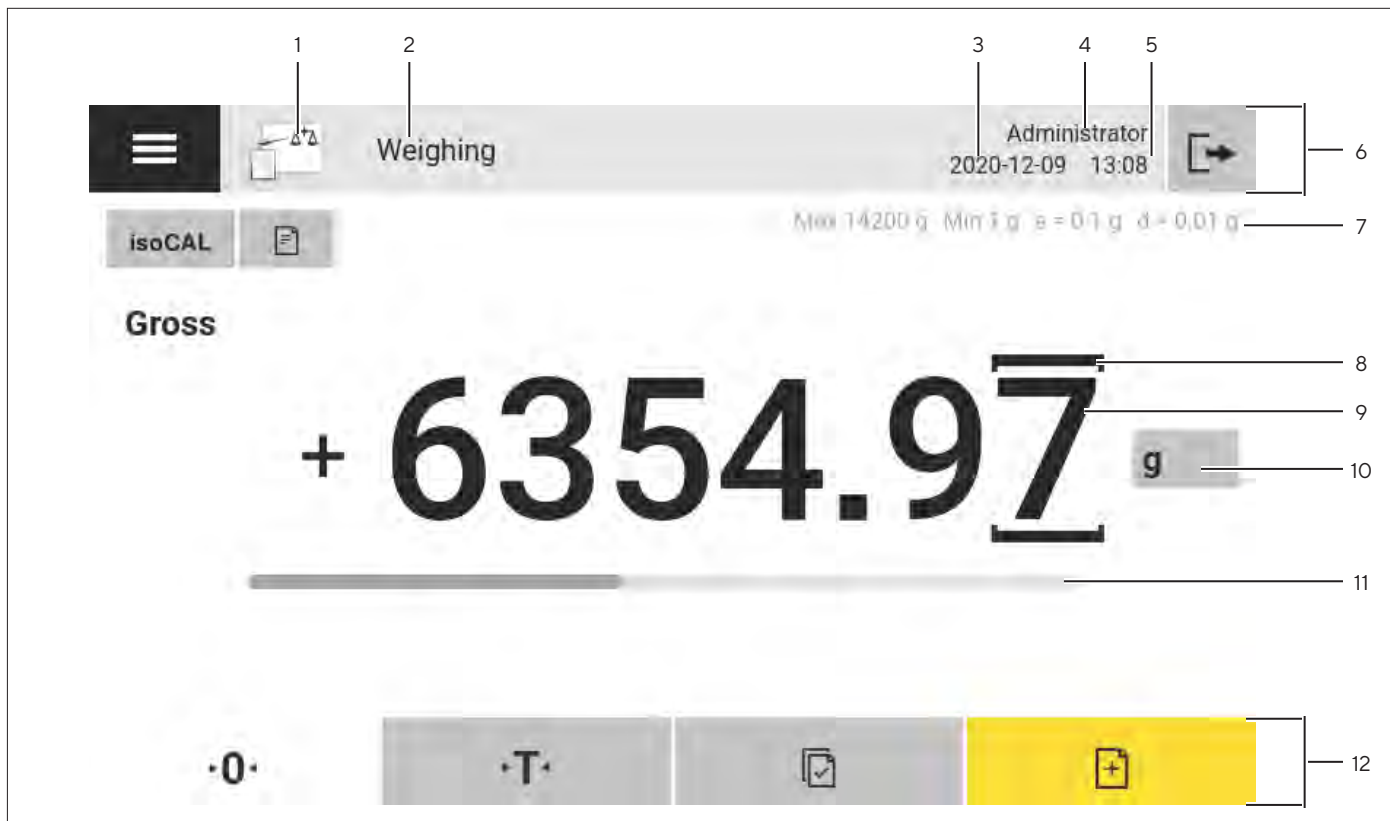 1 2 3 4 5
Administrator
Weighing
2020-12-09 13:08
6
Max 14200 g Min 1 g e = 0.1 g d = 0.01 g
7
isoCAL
Gross
8
+ 6354.97
9
g
10
11
·0·
·T·
12